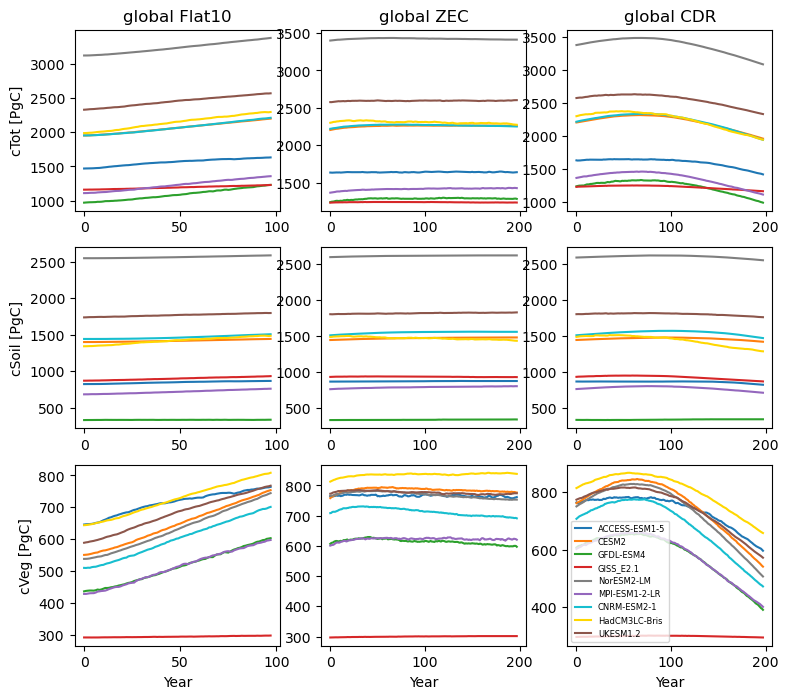 global Flat10 global ZEC global CDR
cTot [PgC]
3000
2500
2000
1500
1000
0 50 100
3500
3000
2500
2000
1500
0 100 200
3500
3000
2500
2000
1500
1000
0 100 200
cSoil [PgC]
2500
2000
1500
1000
500
0 50 100
2500
2000
1500
1000
500
0 100 200
2500
2000
1500
1000
500
0 100 200
cVeg [PgC]
800
700
600
500
400
300
0 50 100
Year
800
700
600
500
400
300
0 100 200
Year
800
600
400
ACCESS-ESM1-5
CESM2
GFDL-ESM4
GISS_E2.1
NorESM2-LM
MPI-ESM1-2-LR
CNRM-ESM2-1
HadCM3LC-Bris
UKESM1.2
0 100 200
Year